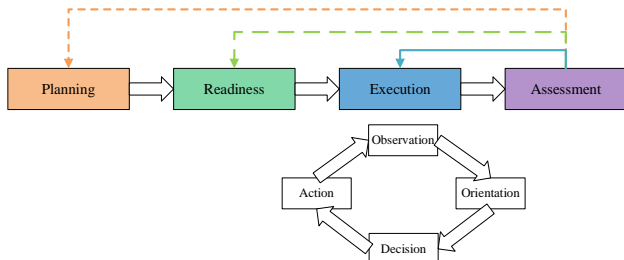 Planning
Readiness
Execution
Assessment
Observation
Action
Orientation
Decision